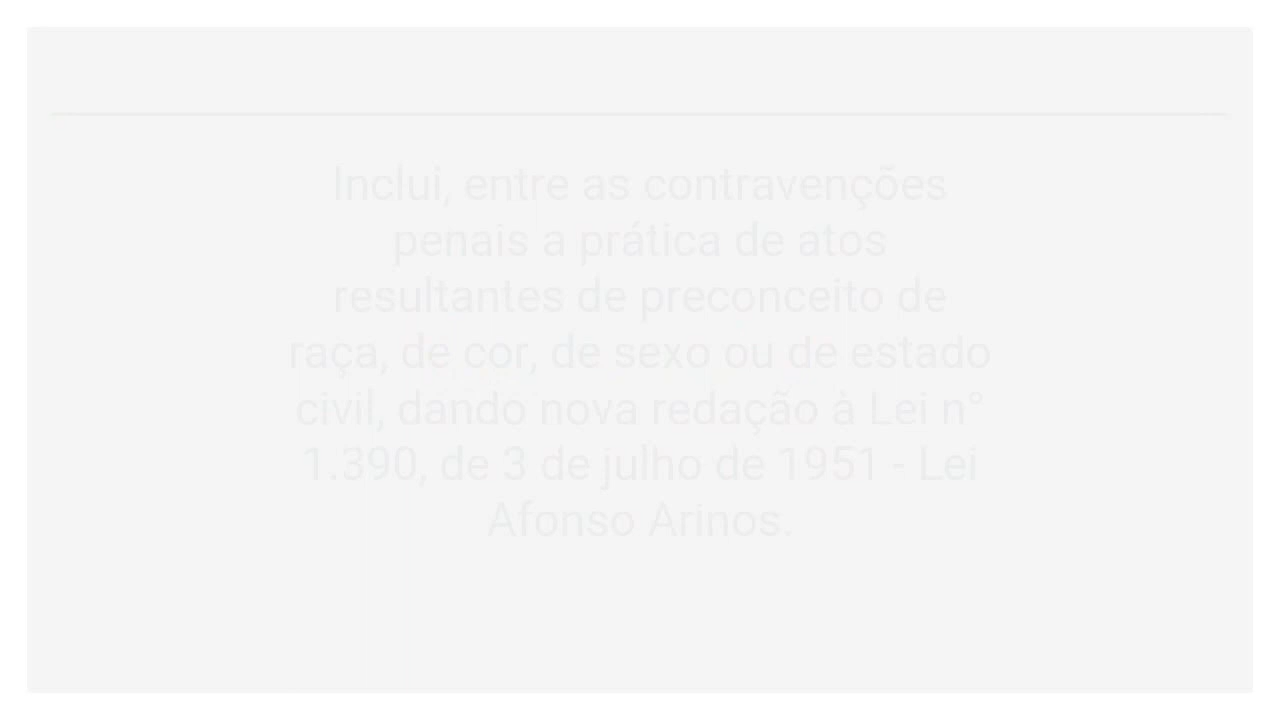 Inclui, entre as contravenções
penais a prática de atos
resultantes de preconceito de
raça, de cor, de sexo ou de estado
civil, dando nova redação à Lei n°
1.390, de 3 de julho de 1951 - Lei
Afonso Arinos.